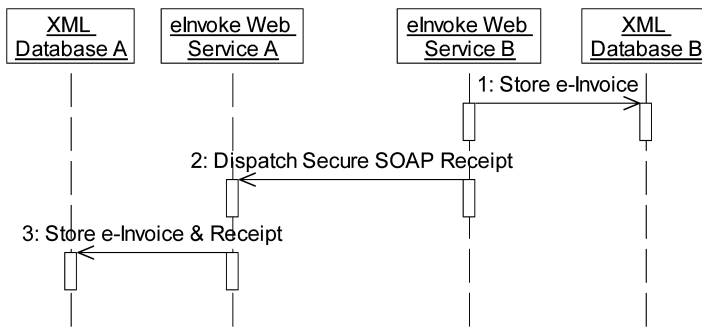 XML
Database A
eInvoke Web
Service A
eInvoke Web
Service B
XML
Database B
1: Store e-Invoice
2: Dispatch Secure SOAP Receipt
3: Store e-Invoice & Receipt